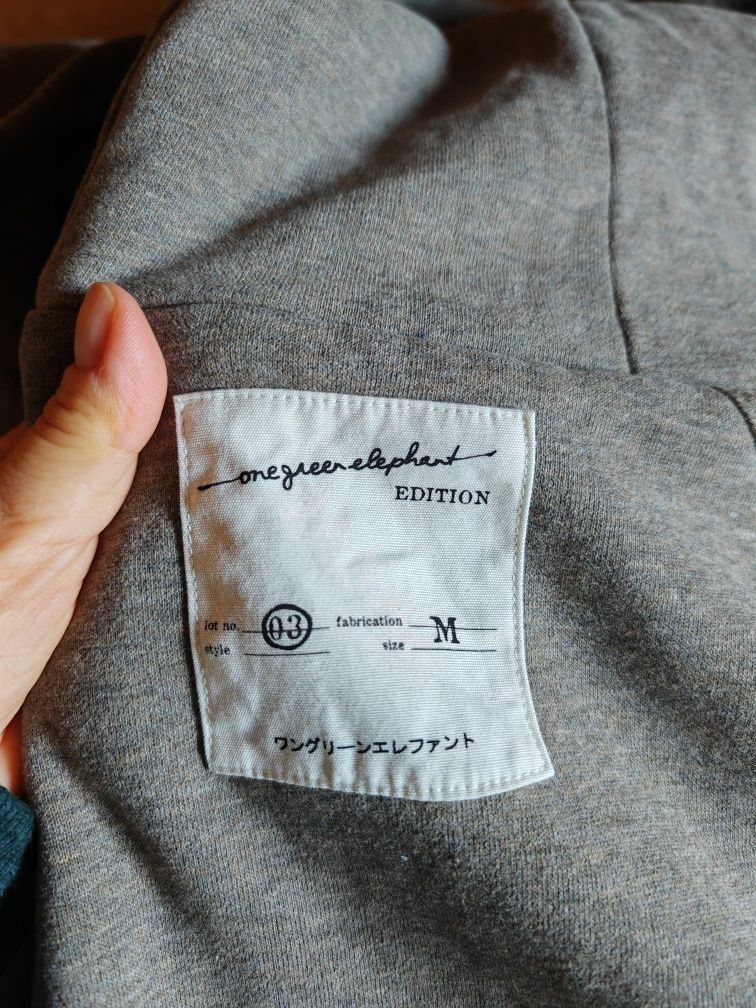 onegreenelephant
EDITION
lot no. 03 fabrication M
style size
ワングリーンエレファント